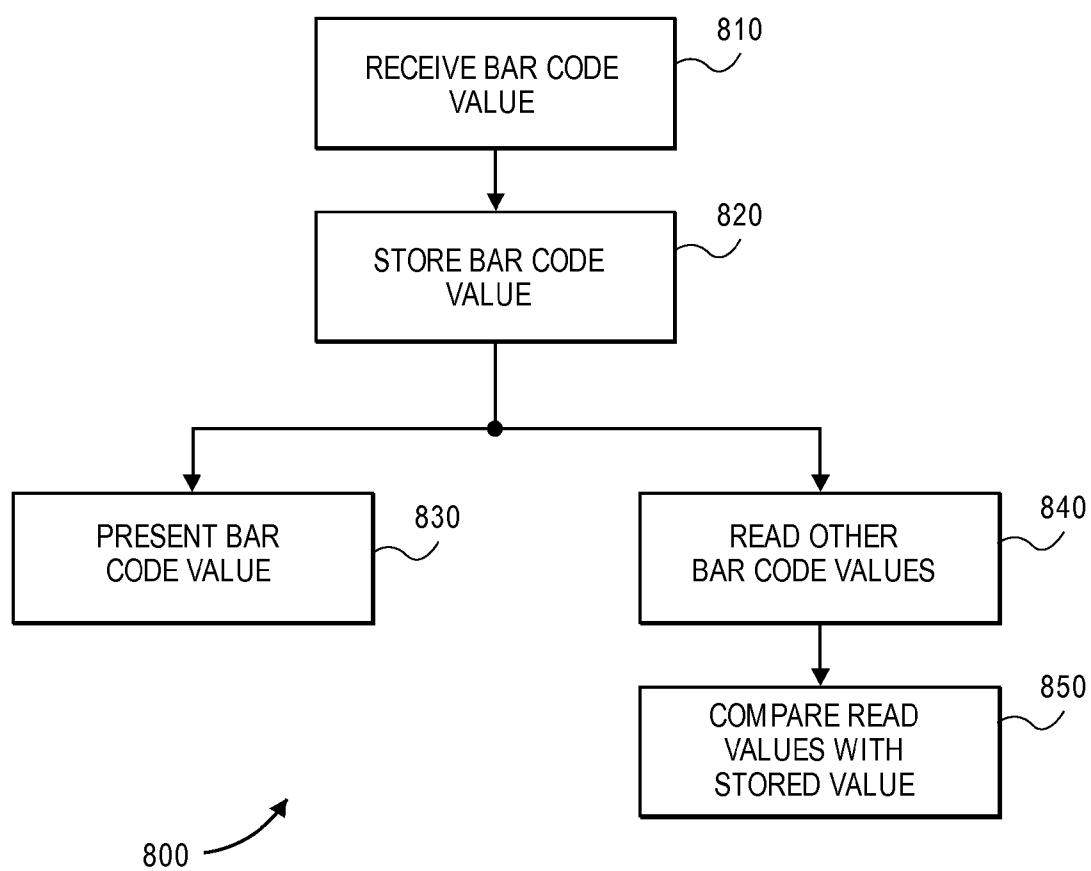 810
RECEIVE BAR CODE
VALUE
820
STORE BAR CODE
VALUE
PRESENT BAR
CODE VALUE
830
READ OTHER
BAR CODE VALUES
840
COMPARE READ
VALUES WITH
STORED VALUE
850
800